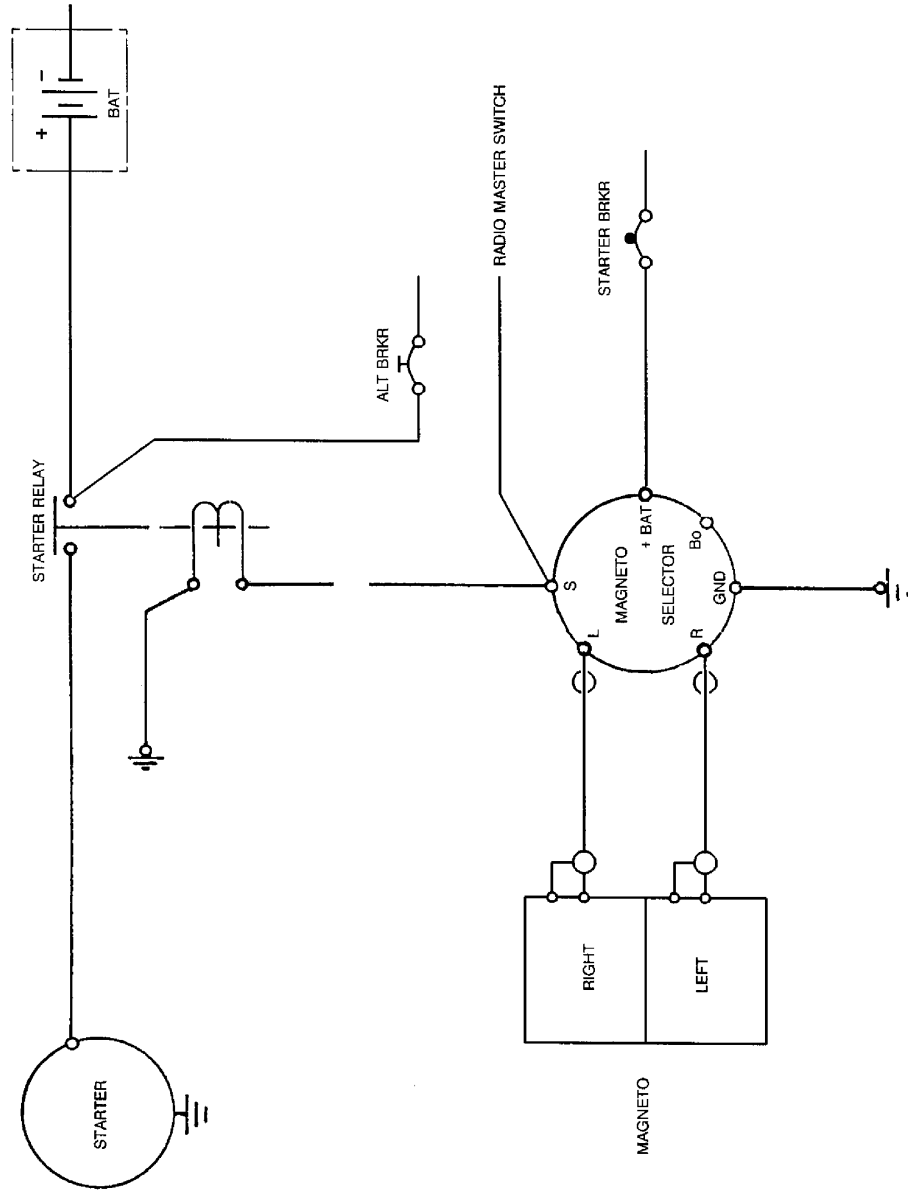 +
-
BAT
STARTER RELAY
ALT BRKR
RADIO MASTER SWITCH
STARTER BRKR
STARTER
S
+ BAT
L
MAGNETO
SELECTOR
Bo
R
GND
RIGHT
LEFT
MAGNETO